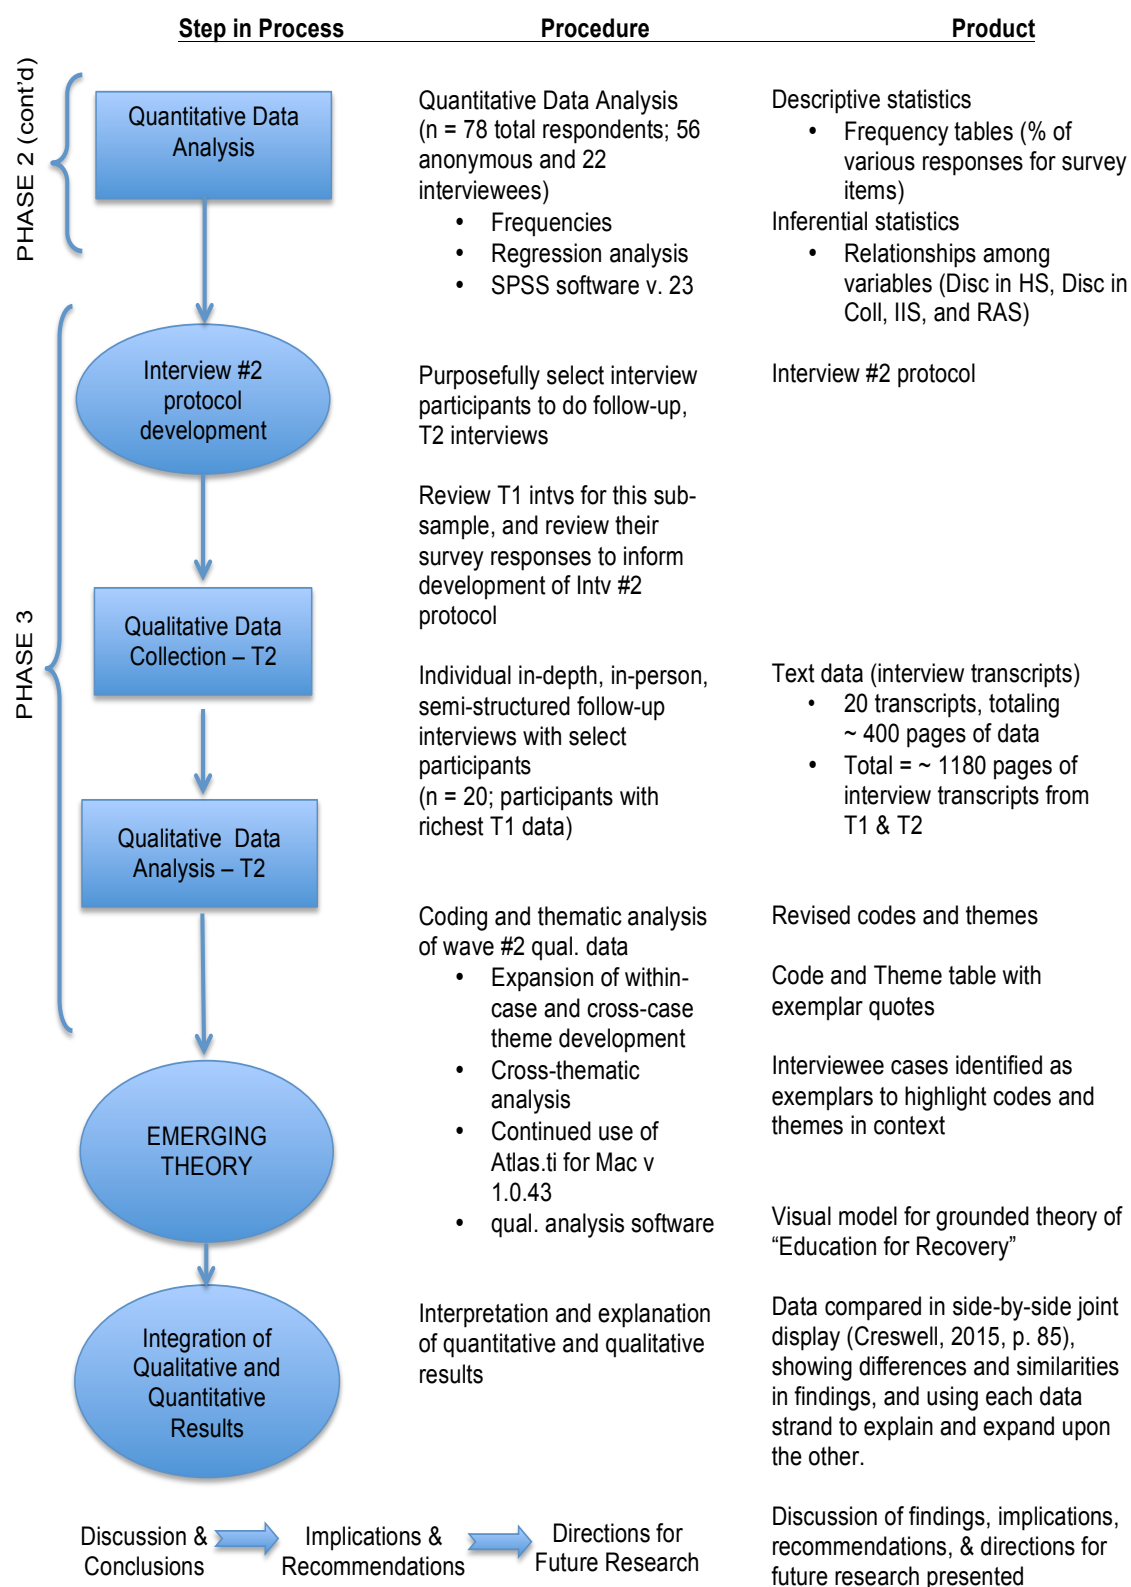 Step in Process
Procedure
Product
PHASE 2 (cont'd)
Quantitative Data
Analysis
Quantitative Data Analysis
(n = 78 total respondents; 56
anonymous and 22
interviewees)
• Frequencies
• Regression analysis
• SPSS software v. 23
Descriptive statistics
• Frequency tables (% of
various responses for survey
items)
Inferential statistics
• Relationships among
variables (Disc in HS, Disc in
Coll, IIS, and RAS)
PHASE 3
Interview #2
protocol
development
Purposefully select interview
participants to do follow-up,
T2 interviews
Review T1 intvs for this sub-
sample, and review their
survey responses to inform
development of Intv #2
protocol
Interview #2 protocol
Qualitative Data
Collection – T2
Individual in-depth, in-person,
semi-structured follow-up
interviews with select
participants
(n = 20; participants with
richest T1 data)
Text data (interview transcripts)
• 20 transcripts, totaling
~ 400 pages of data
• Total = ~ 1180 pages of
interview transcripts from
T1 & T2
Qualitative Data
Analysis – T2
Coding and thematic analysis
of wave #2 qual. data
• Expansion of within-
case and cross-case
theme development
• Cross-thematic
analysis
• Continued use of
Atlas.ti for Mac v
1.0.43
• qual. analysis software
Revised codes and themes
Code and Theme table with
exemplar quotes
Interviewee cases identified as
exemplars to highlight codes and
themes in context
EMERGING
THEORY
Visual model for grounded theory of
“Education for Recovery”
Integration of
Qualitative and
Quantitative
Results
Interpretation and explanation
of quantitative and qualitative
results
Data compared in side-by-side joint
display (Creswell, 2015, p. 85),
showing differences and similarities
in findings, and using each data
strand to explain and expand upon
the other.
Discussion &
Conclusions
Implications &
Recommendations
Directions for
Future Research
Discussion of findings, implications,
recommendations, & directions for
future research presented